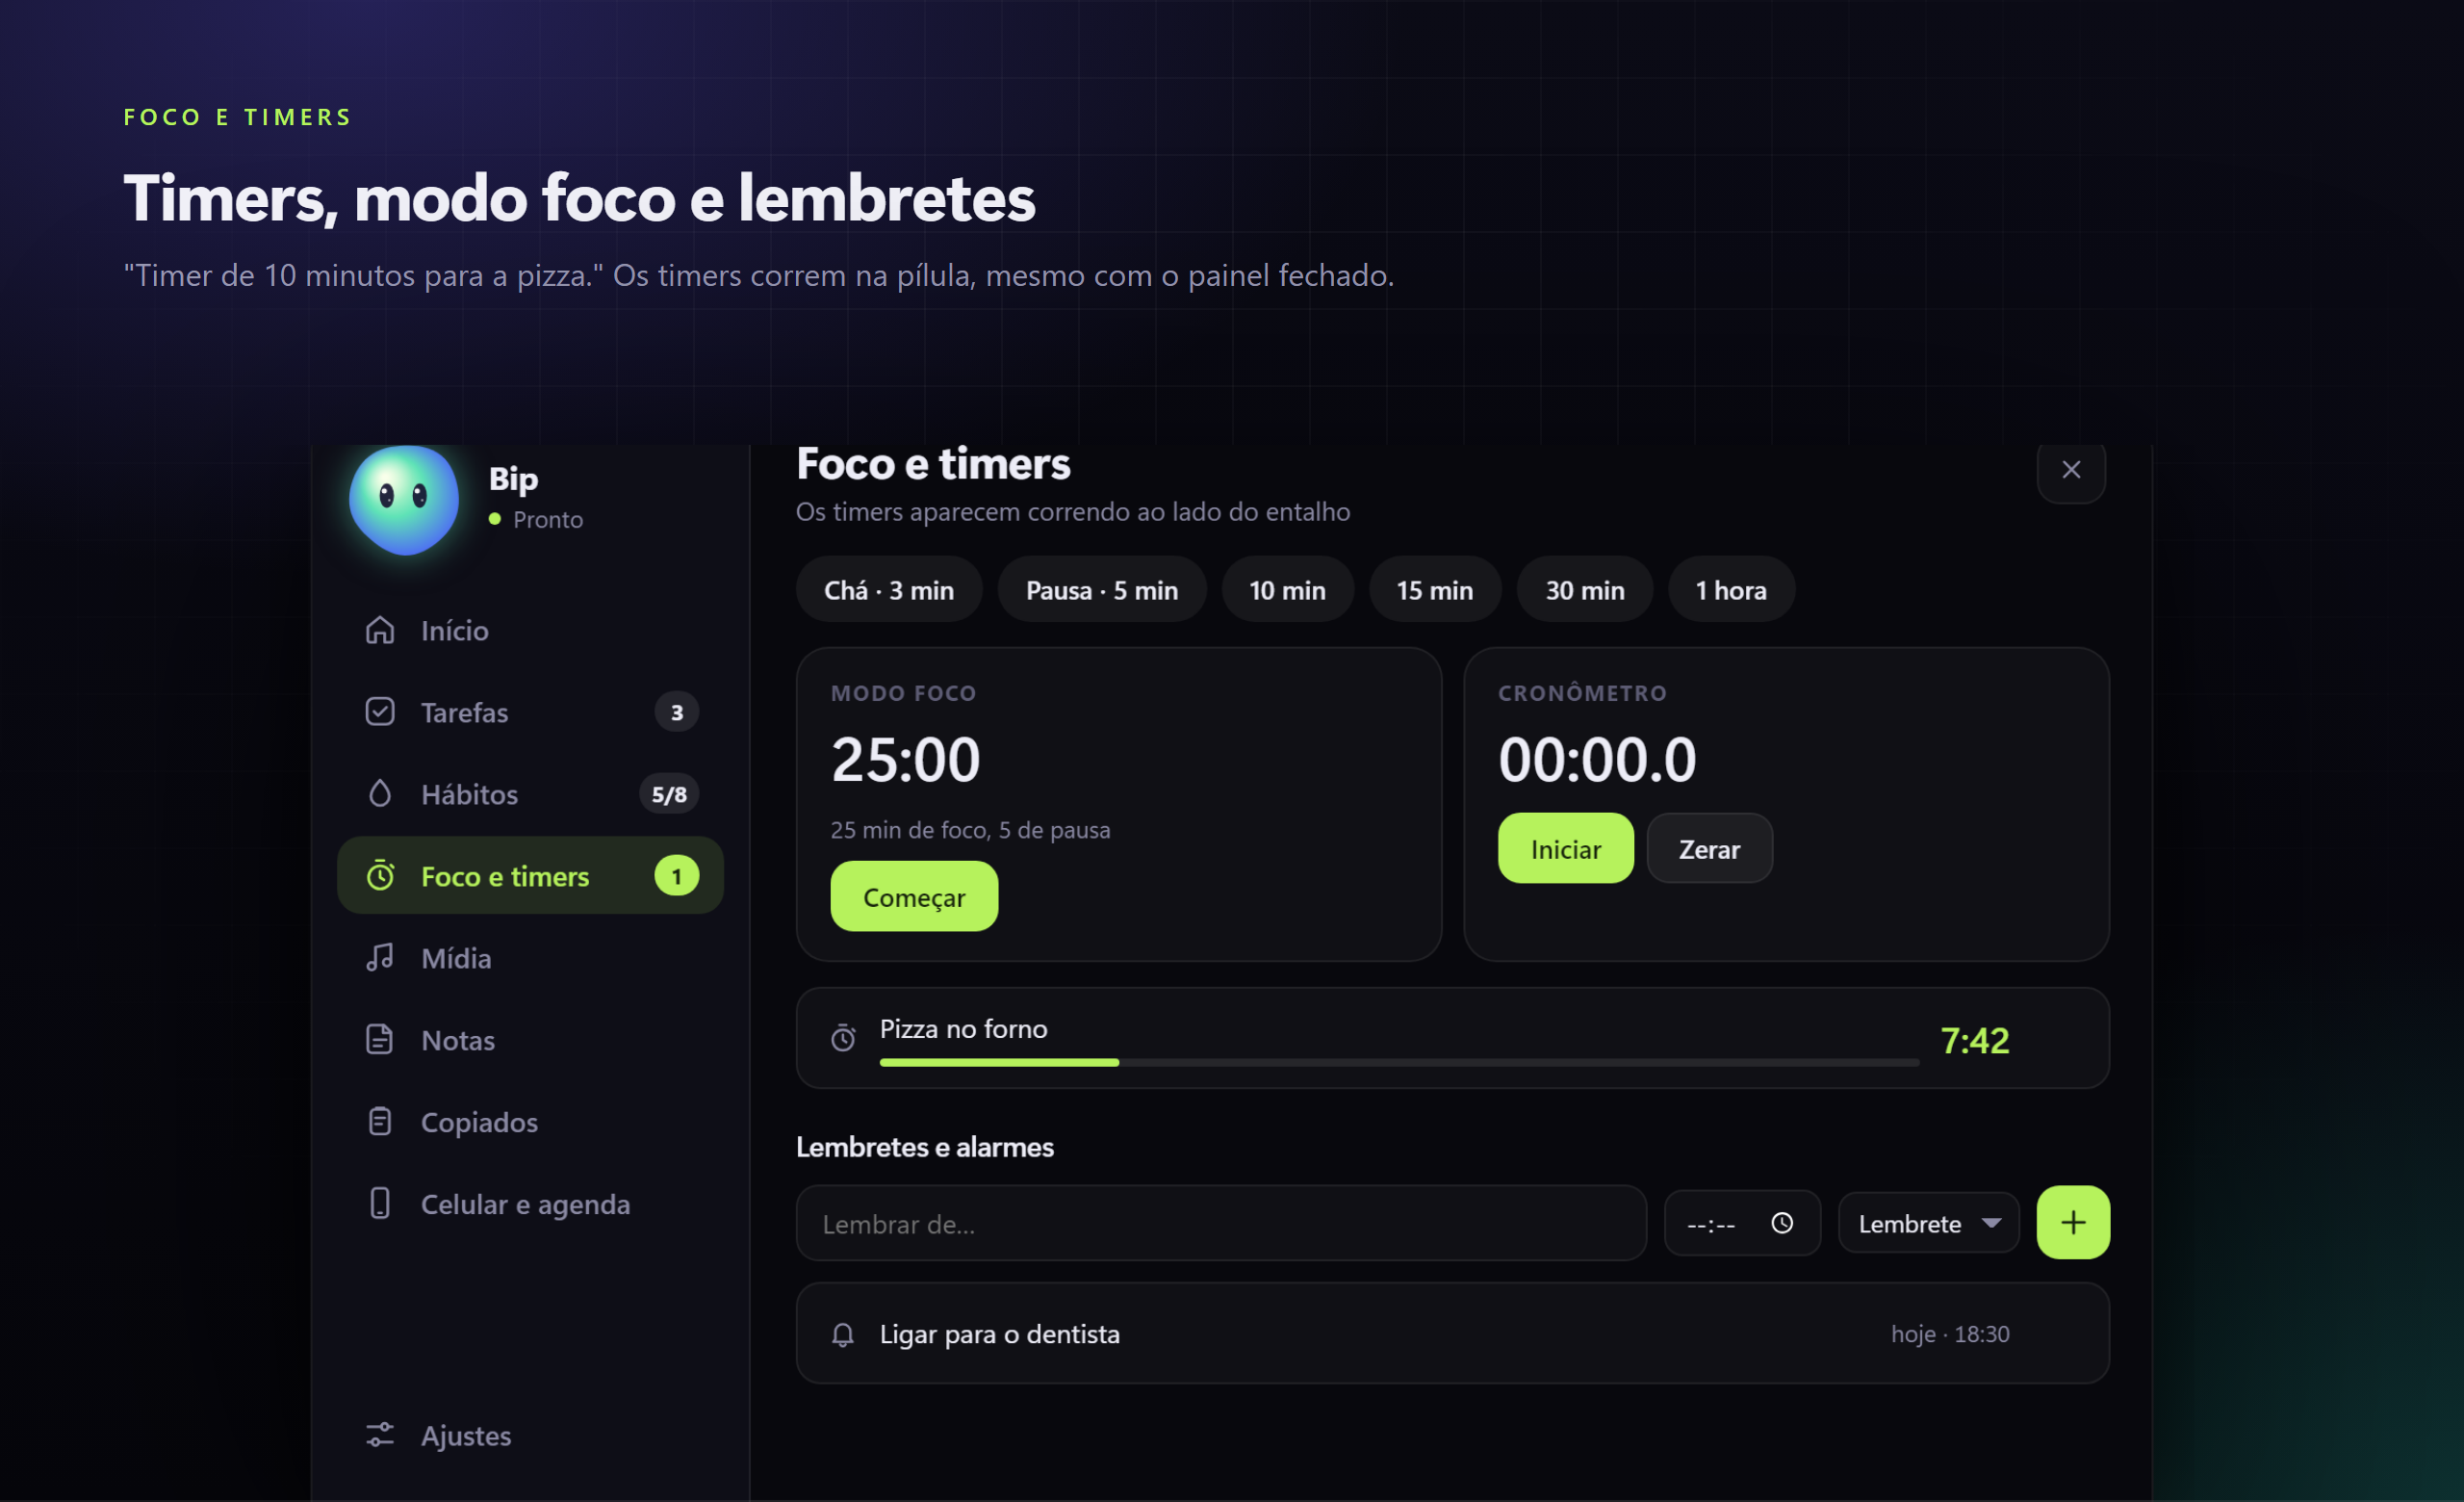 FOCO E TIMERS
Timers, modo foco e lembretes
"Timer de 10 minutos para a pizza." Os timers correm na pílula, mesmo com o painel fechado.
Bip
Pronto
Início
Tarefas 3
Hábitos 5/8
Foco e timers 1
Mídia
Notas
Copiados
Celular e agenda
Ajustes
Foco e timers
Os timers aparecem correndo ao lado do entalho
Chá · 3 min Pausa · 5 min 10 min 15 min 30 min 1 hora
MODO FOCO
25:00
25 min de foco, 5 de pausa
Começar
CRONÔMETRO
00:00.0
Iniciar Zerar
Pizza no forno 7:42
Lembretes e alarmes
Lembrar de... --:-- Lembrete
Ligar para o dentista hoje · 18:30